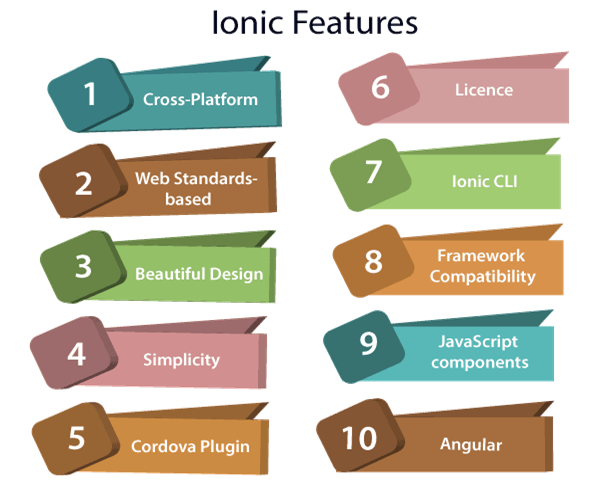 Ionic Features
1
Cross-Platform
2
Web Standards-
based
3
Beautiful Design
4
Simplicity
5
Cordova Plugin
6
Licence
7
Ionic CLI
8
Framework
Compatibility
9
JavaScript
components
10
Angular